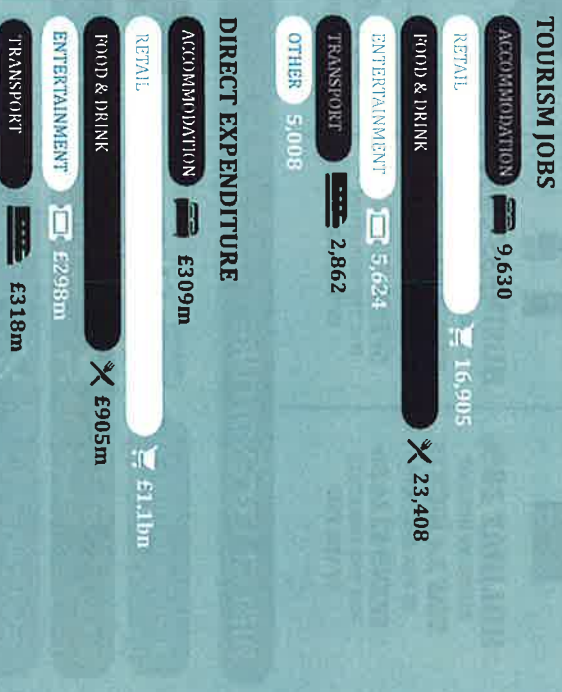 TOURISM JOBS
ACCOMMODATION 9,630
RETAIL 16,905
FOOD & DRINK 23,408
ENTERTAINMENT 5,624
TRANSPORT 2,862
OTHER 5,008
DIRECT EXPENDITURE
ACCOMMODATION £309m
RETAIL £1.1bn
FOOD & DRINK £905m
ENTERTAINMENT £298m
TRANSPORT £318m